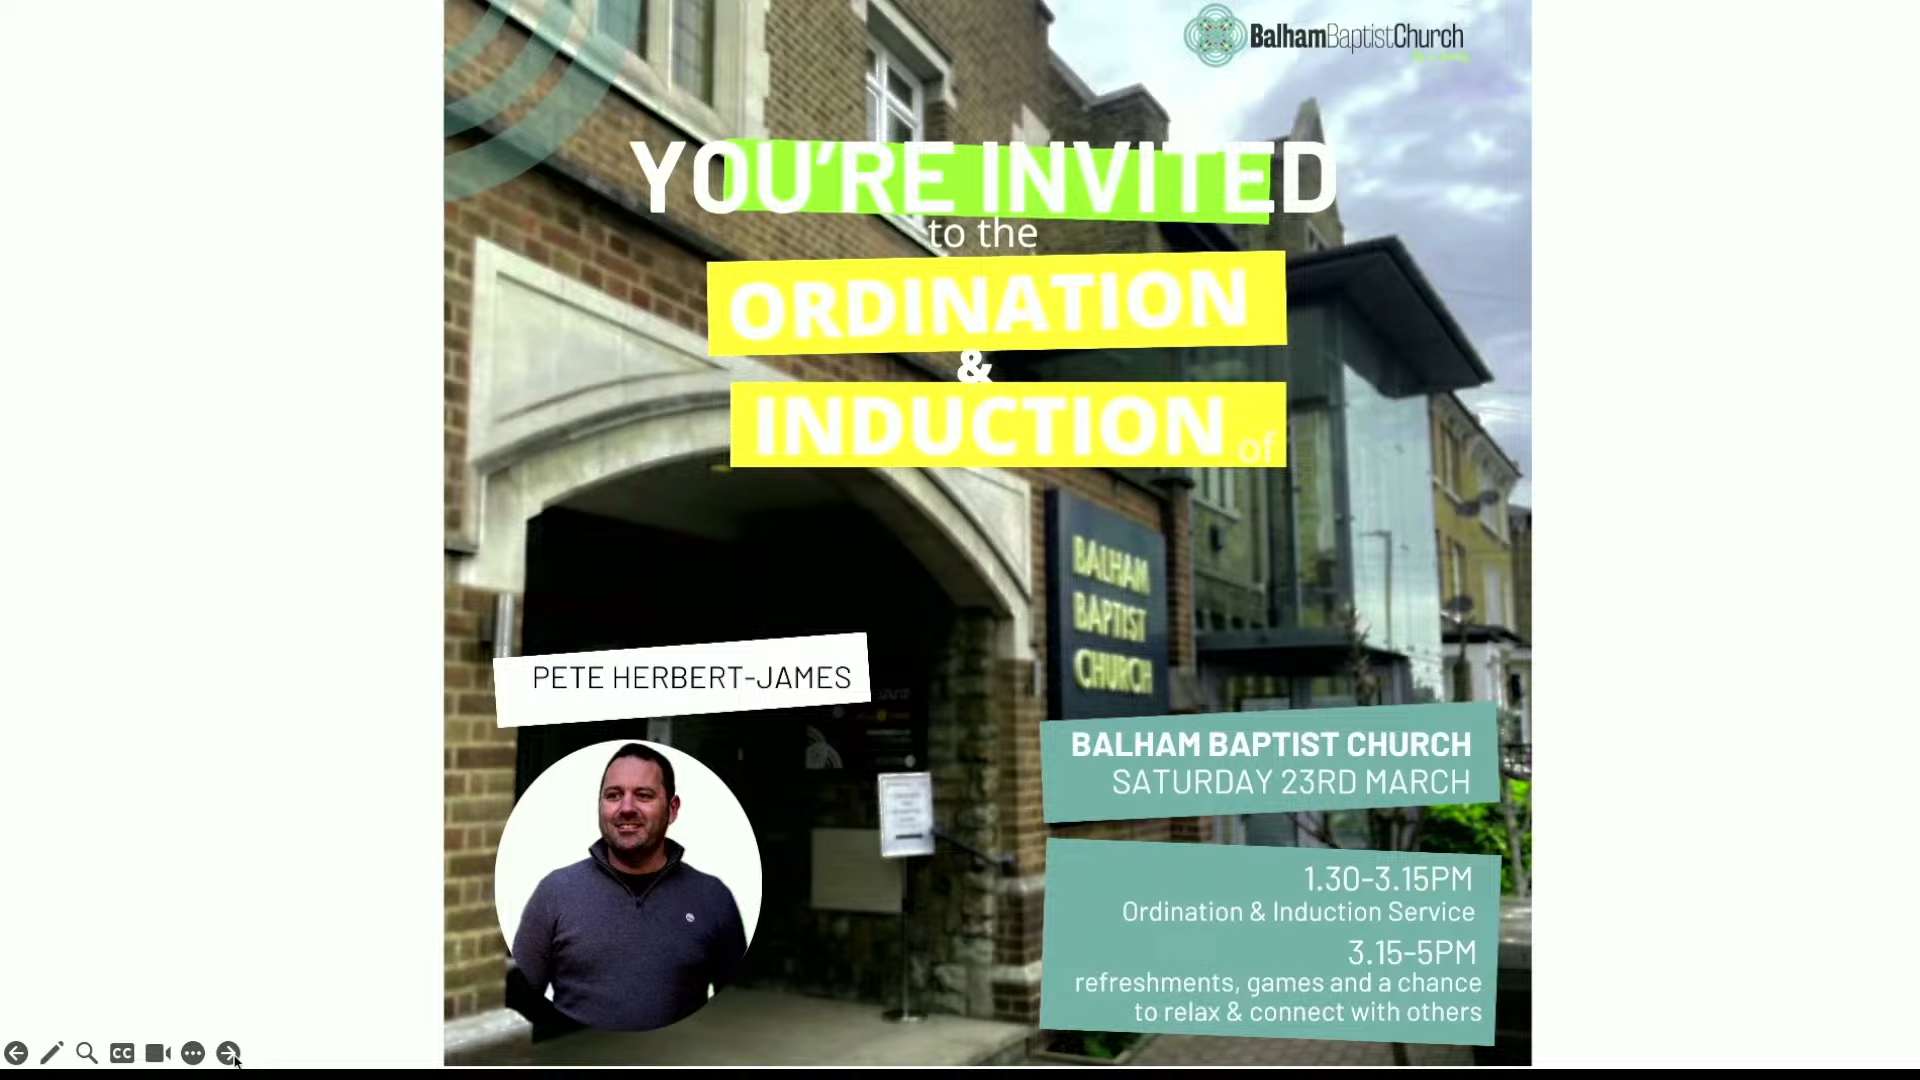 BalhamBaptistChurch
YOU'RE INVITED
to the
ORDINATION
&
INDUCTION of
BALHAM
BAPTIST
CHURCH
PETE HERBERT-JAMES
BALHAM BAPTIST CHURCH
SATURDAY 23RD MARCH
1.30-3.15PM
Ordination & Induction Service
3.15-5PM
refreshments, games and a chance
to relax & connect with others
CC